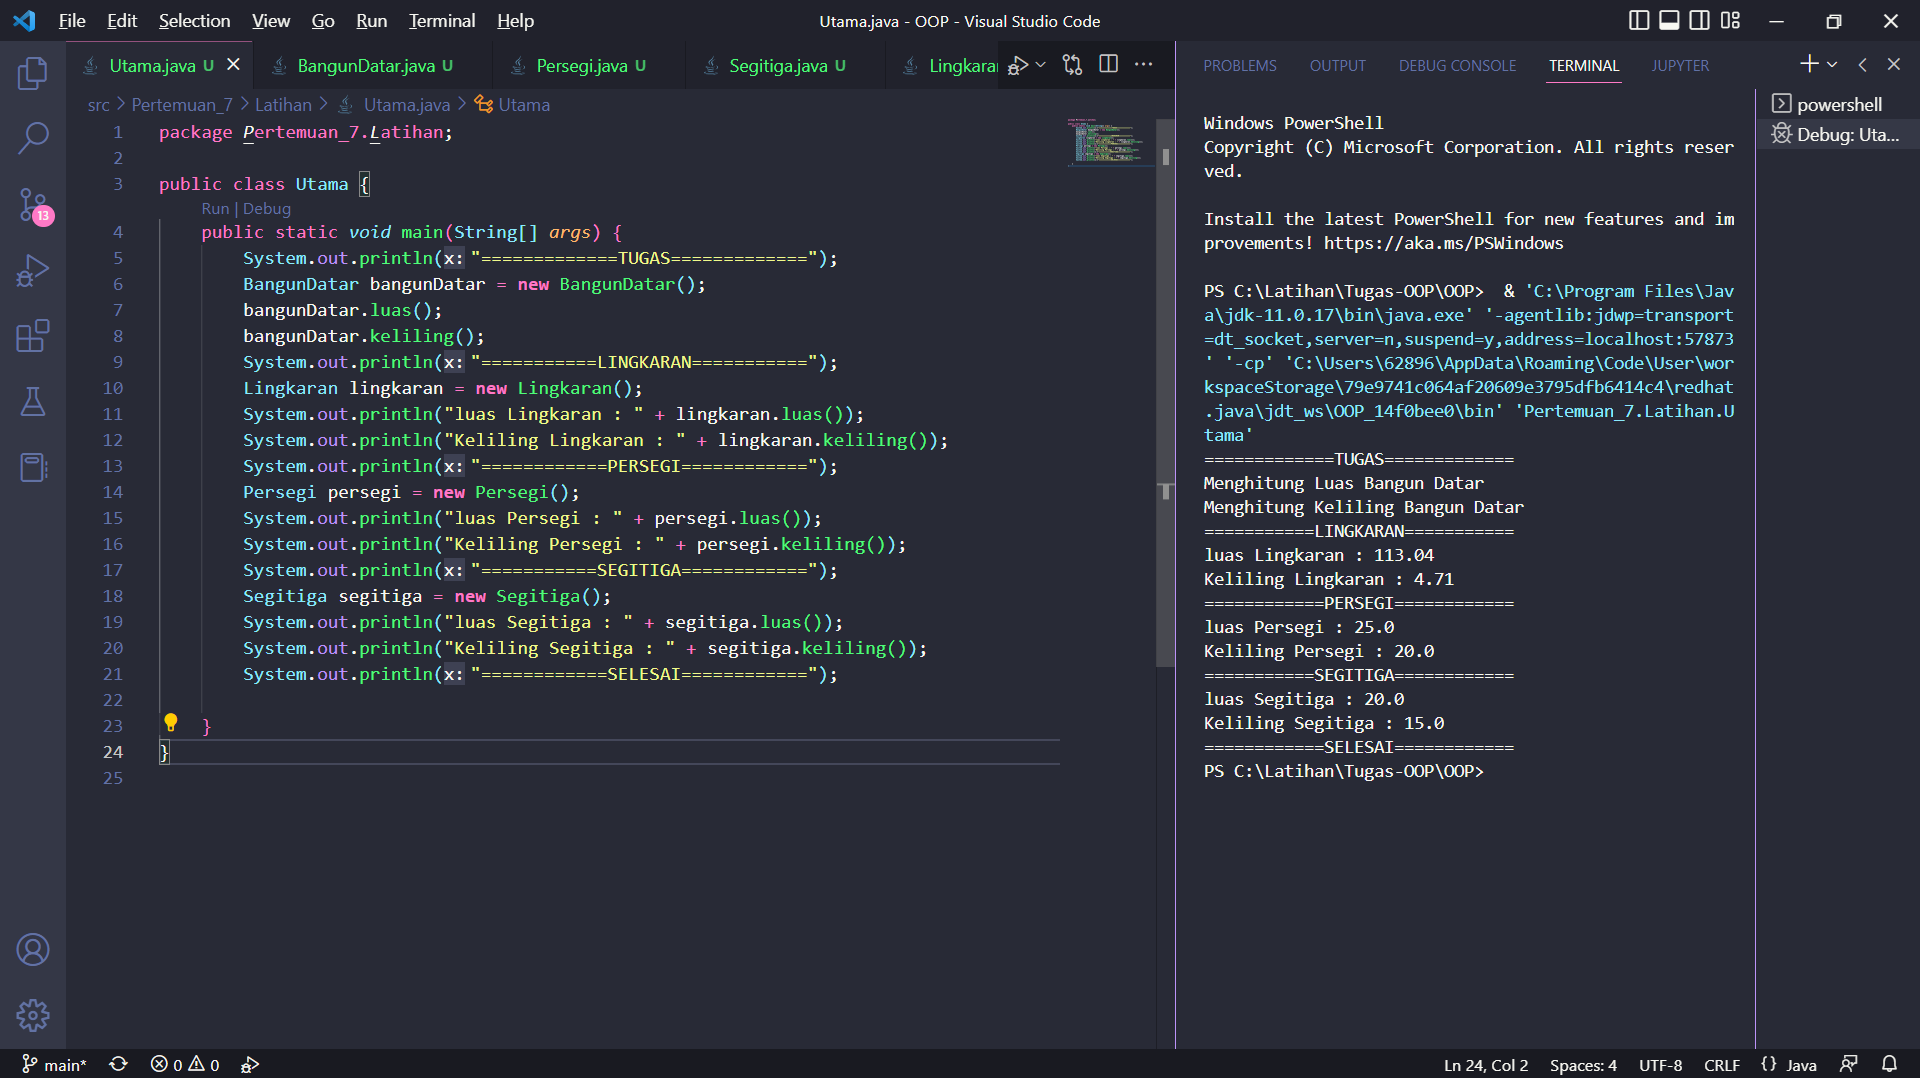 File Edit Selection View Go Run Terminal Help
Utama.java - OOP - Visual Studio Code
Utama.java U
BangunDatar.java U
Persegi.java U
Segitiga.java U
Lingkarar
src > Pertemuan_7 > Latihan > Utama.java > Utama
1 package Pertemuan_7.Latihan;
2
3 public class Utama {
Run | Debug
4 public static void main(String[] args) {
5 System.out.println(x: "=============TUGAS=============");
6 BangunDatar bangunDatar = new BangunDatar();
7 bangunDatar.luas();
8 bangunDatar.keliling();
9 System.out.println(x: "===========LINGKARAN===========");
10 Lingkaran lingkaran = new Lingkaran();
11 System.out.println("luas Lingkaran : " + lingkaran.luas());
12 System.out.println("Keliling Lingkaran : " + lingkaran.keliling());
13 System.out.println(x: "============PERSEGI============");
14 Persegi persegi = new Persegi();
15 System.out.println("luas Persegi : " + persegi.luas());
16 System.out.println("Keliling Persegi : " + persegi.keliling());
17 System.out.println(x: "===========SEGITIGA============");
18 Segitiga segitiga = new Segitiga();
19 System.out.println("luas Segitiga : " + segitiga.luas());
20 System.out.println("Keliling Segitiga : " + segitiga.keliling());
21 System.out.println(x: "============SELESAI============");
22
23 }
24 }
25
13
PROBLEMS OUTPUT DEBUG CONSOLE TERMINAL JUPYTER
powershell
Debug: Uta...
Windows PowerShell
Copyright (C) Microsoft Corporation. All rights reser
ved.
Install the latest PowerShell for new features and im
provements! https://aka.ms/PSWindows
PS C:\Latihan\Tugas-OOP\OOP>  & 'C:\Program Files\Jav
a\jdk-11.0.17\bin\java.exe' '-agentlib:jdwp=transport
=dt_socket,server=n,suspend=y,address=localhost:57873
' '-cp' 'C:\Users\62896\AppData\Roaming\Code\User\wor
kspaceStorage\79e9741c064af20609e3795dfb6414c4\redhat
.java\jdt_ws\OOP_14f0bee0\bin' 'Pertemuan_7.Latihan.U
tama'
=============TUGAS=============
Menghitung Luas Bangun Datar
Menghitung Keliling Bangun Datar
===========LINGKARAN===========
luas Lingkaran : 113.04
Keliling Lingkaran : 4.71
============PERSEGI============
luas Persegi : 25.0
Keliling Persegi : 20.0
===========SEGITIGA============
luas Segitiga : 20.0
Keliling Segitiga : 15.0
============SELESAI============
PS C:\Latihan\Tugas-OOP\OOP>
main* 0 0
Ln 24, Col 2 Spaces: 4 UTF-8 CRLF {} Java